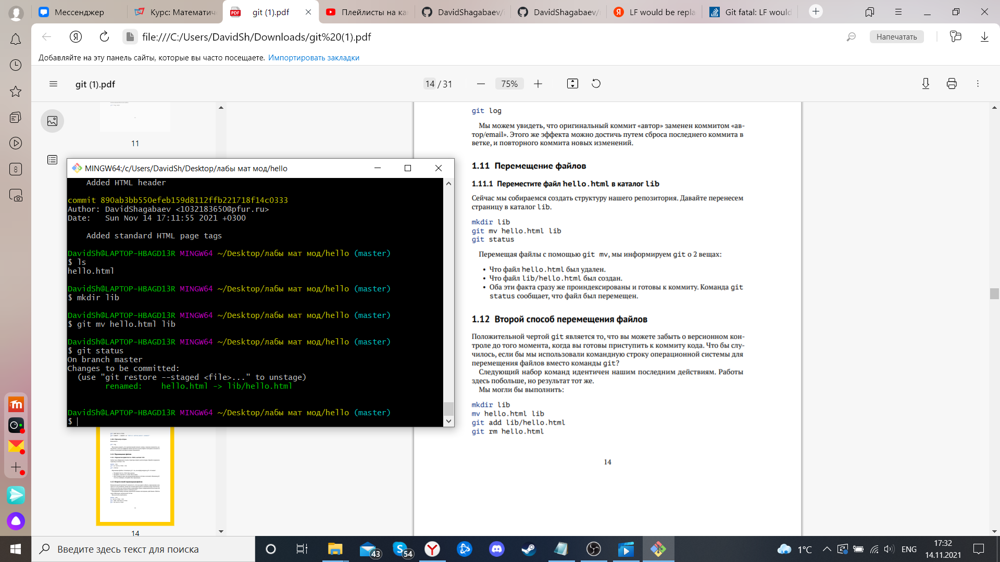 Мессенджер
Курс: Математич
git (1).pdf
Плейлисты на ка
DavidShagabaev/
DavidShagabaev/
LF would be repla
Git fatal: LF would
file:///C:/Users/DavidSh/Downloads/git%20(1).pdf
Напечатать
Добавляйте на эту панель сайты, которые вы часто посещаете. Импортировать закладки
git (1).pdf
14 / 31
75%
11
8
git log
Мы можем увидеть, что оригинальный коммит «автор» заменен коммитом «ав-
тор/email». Этого же эффекта можно достичь путем сброса последнего коммита в
ветке, и повторного коммита новых изменений.
1.11 Перемещение файлов
1.11.1 Переместите файл hello.html в каталог lib
Сейчас мы собираемся создать структуру нашего репозитория. Давайте перенесем
страницу в каталог lib.
mkdir lib
git mv hello.html lib
git status
Перемещая файлы с помощью git mv, мы информируем git о 2 вещах:
• Что файл hello.html был удален.
• Что файл lib/hello.html был создан.
• Оба эти факта сразу же проиндексированы и готовы к коммиту. Команда git
status сообщает, что файл был перемещен.
1.12 Второй способ перемещения файлов
Положительной чертой git является то, что вы можете забыть о версионном кон-
троле до того момента, когда вы готовы приступить к коммиту кода. Что бы слу-
чилось, если бы мы использовали командную строку операционной системы для
перемещения файлов вместо команды git?
Следующий набор команд идентичен нашим последним действиям. Работы
здесь побольше, но результат тот же.
Мы могли бы выполнить:
mkdir lib
mv hello.html lib
git add lib/hello.html
git rm hello.html
14
MINGW64:/c/Users/DavidSh/Desktop/лабы мат мод/hello
Added HTML header
commit 890ab3bb550efeb159d8112ffb221718f14c0333
Author: DavidShagabaev <1032183650@pfur.ru>
Date:   Sun Nov 14 17:11:55 2021 +0300
Added standard HTML page tags
DavidSh@LAPTOP-HBAGD13R MINGW64 ~/Desktop/лабы мат мод/hello (master)
$ ls
hello.html
DavidSh@LAPTOP-HBAGD13R MINGW64 ~/Desktop/лабы мат мод/hello (master)
$ mkdir lib
DavidSh@LAPTOP-HBAGD13R MINGW64 ~/Desktop/лабы мат мод/hello (master)
$ git mv hello.html lib
DavidSh@LAPTOP-HBAGD13R MINGW64 ~/Desktop/лабы мат мод/hello (master)
$ git status
On branch master
Changes to be committed:
(use "git restore --staged <file>..." to unstage)
renamed:    hello.html -> lib/hello.html
DavidSh@LAPTOP-HBAGD13R MINGW64 ~/Desktop/лабы мат мод/hello (master)
$
14
Введите здесь текст для поиска
43
54
1°C
ENG
17:32
14.11.2021